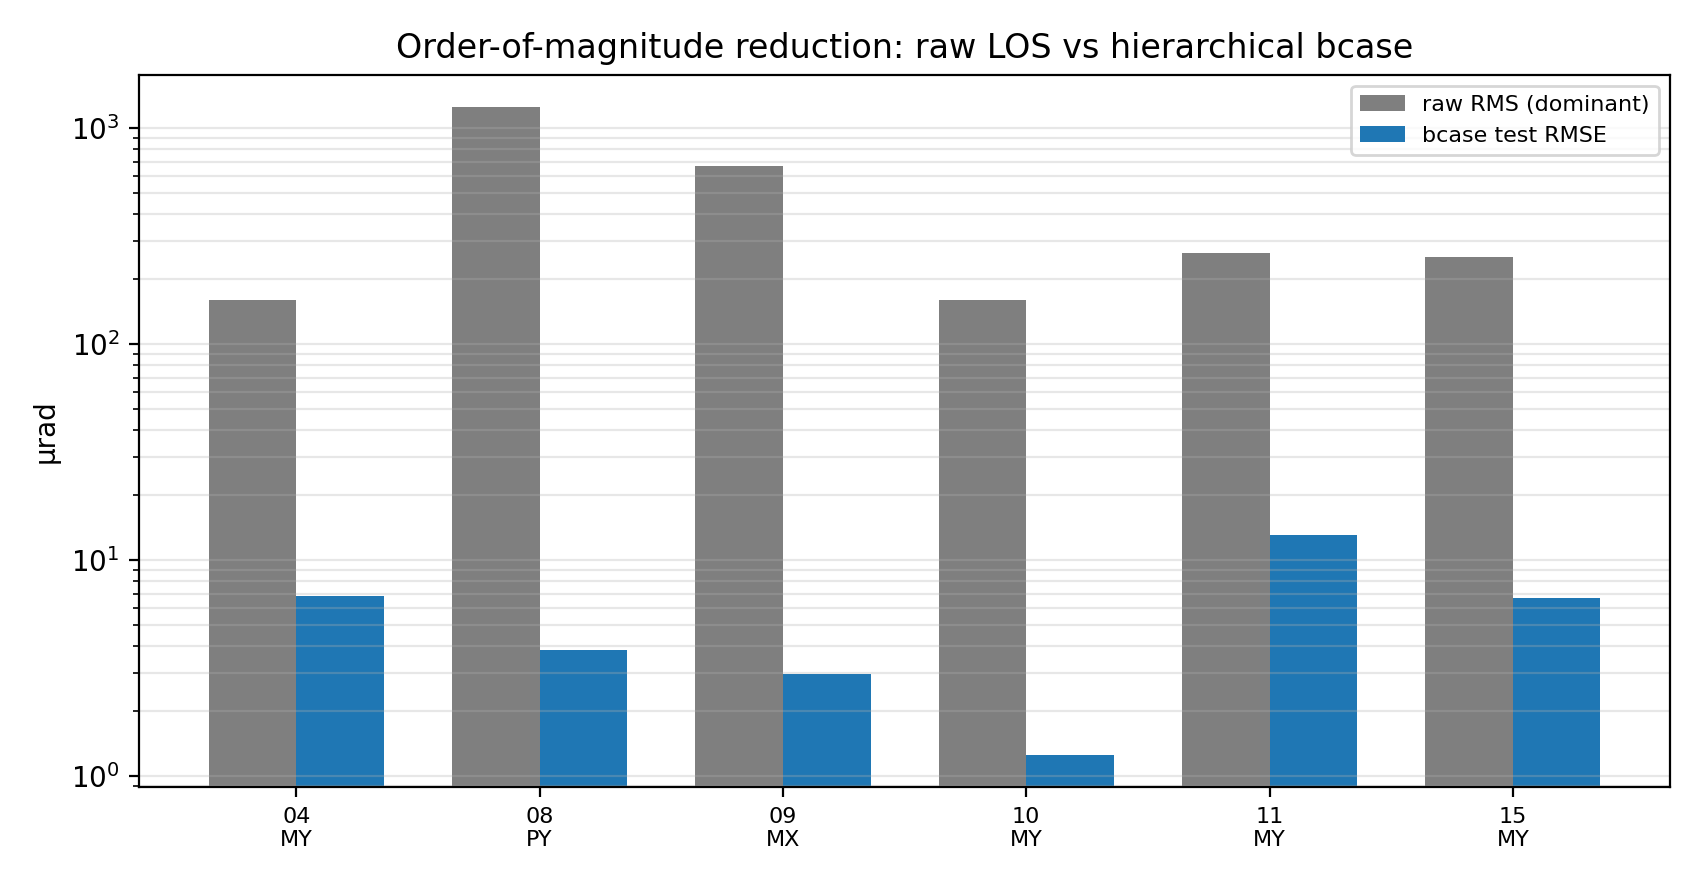 Order-of-magnitude reduction: raw LOS vs hierarchical bcase
raw RMS (dominant)
bcase test RMSE
10³
10²
10¹
10⁰
µrad
04
MY
08
PY
09
MX
10
MY
11
MY
15
MY